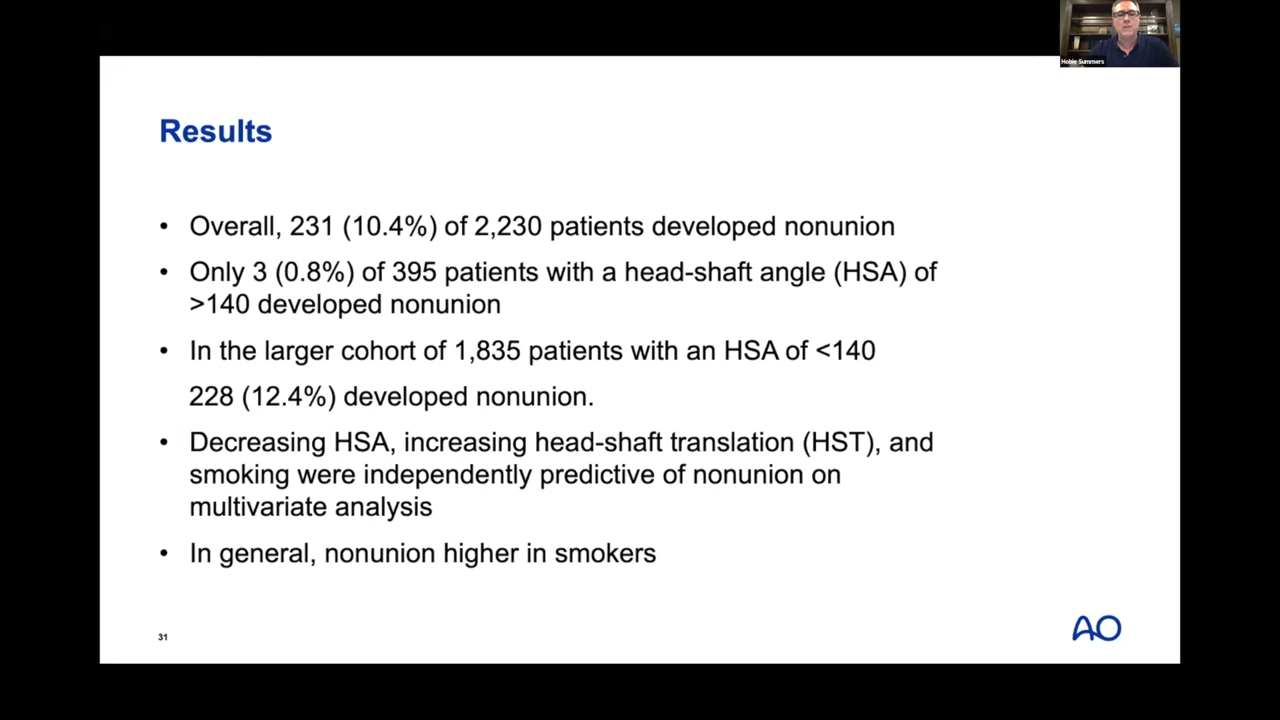 Hobie Summers
Results
• Overall, 231 (10.4%) of 2,230 patients developed nonunion
• Only 3 (0.8%) of 395 patients with a head-shaft angle (HSA) of
>140 developed nonunion
• In the larger cohort of 1,835 patients with an HSA of <140
228 (12.4%) developed nonunion.
• Decreasing HSA, increasing head-shaft translation (HST), and
smoking were independently predictive of nonunion on
multivariate analysis
• In general, nonunion higher in smokers
31
AO